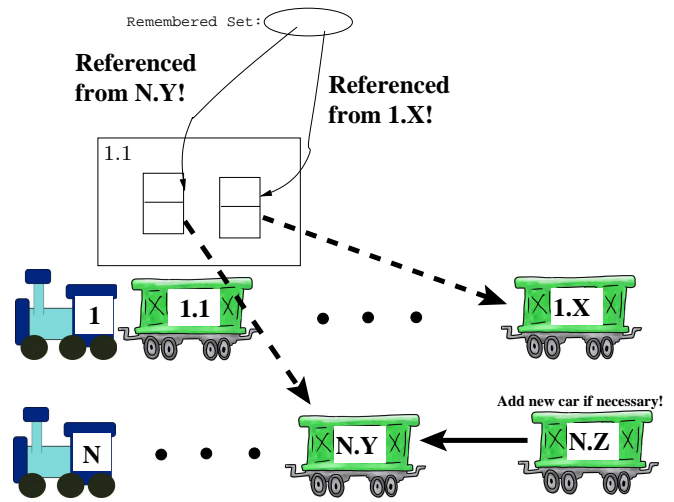 Remembered Set:
Referenced
from N.Y!
Referenced
from 1.X!
1.1
1
1.1
1.X
Add new car if necessary!
N
N.Y
N.Z